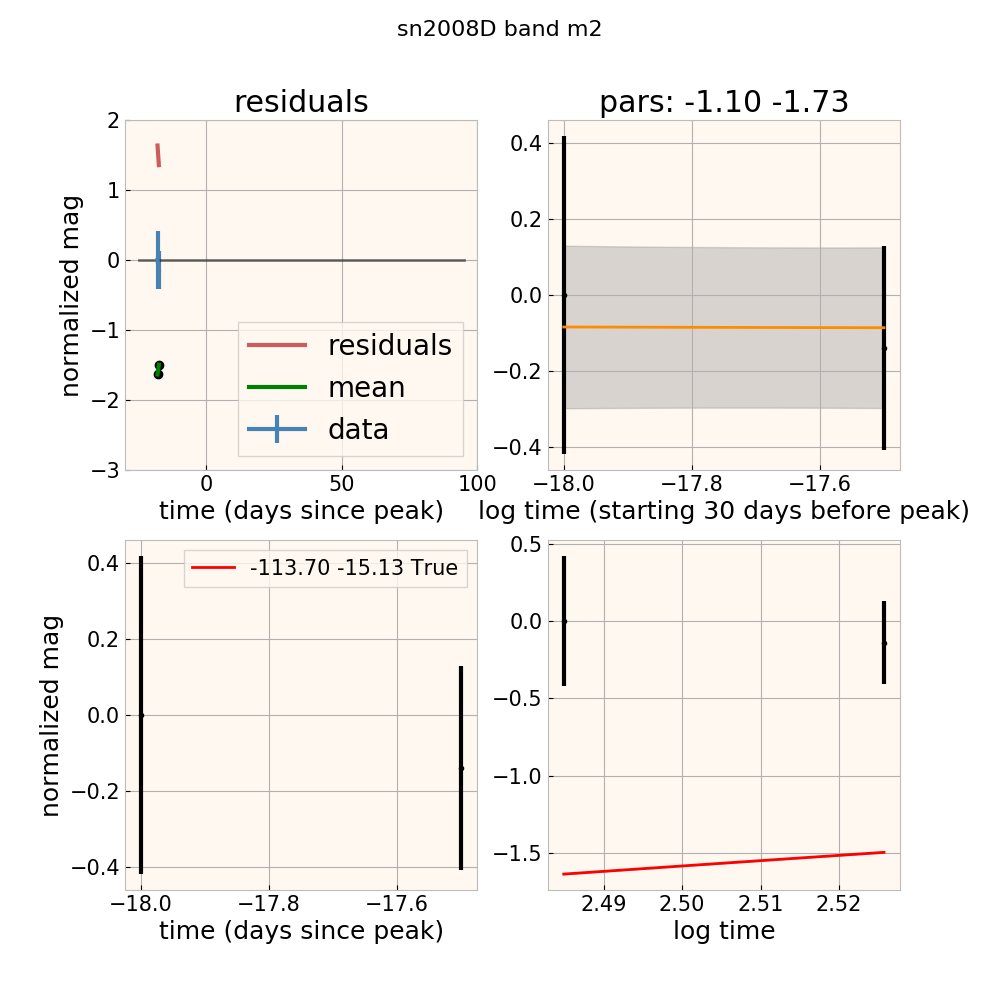 sn2008D band m2
residuals
pars: -1.10 -1.73
normalized mag
2
1
0
−1
−2
−3
residuals
mean
data
0
50
100
time (days since peak)
0.4
0.2
0.0
−0.2
−0.4
−18.0
−17.8
−17.6
log time (starting 30 days before peak)
normalized mag
0.4
0.2
0.0
−0.2
−0.4
-113.70 -15.13 True
−18.0
−17.8
−17.6
time (days since peak)
0.5
0.0
−0.5
−1.0
−1.5
2.49
2.50
2.51
2.52
log time